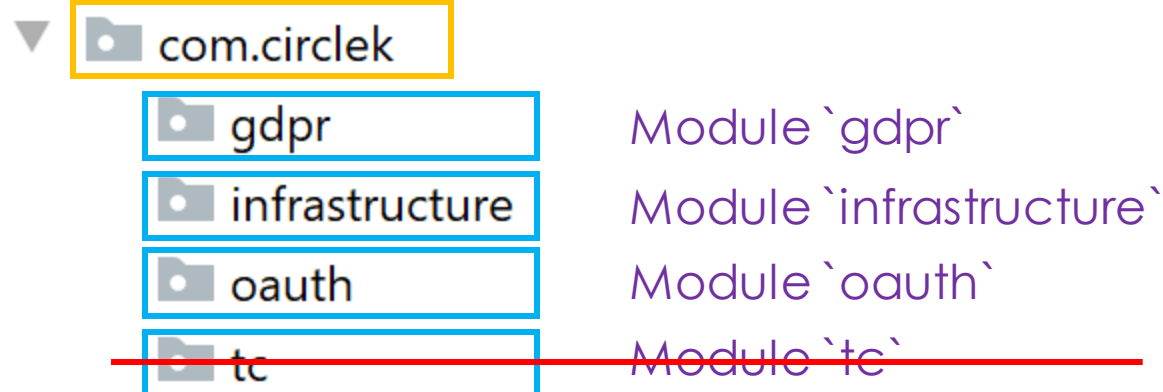 com.circlek
gdpr Module `gdpr`
infrastructure Module `infrastructure`
oauth Module `oauth`
tc Module `tc`